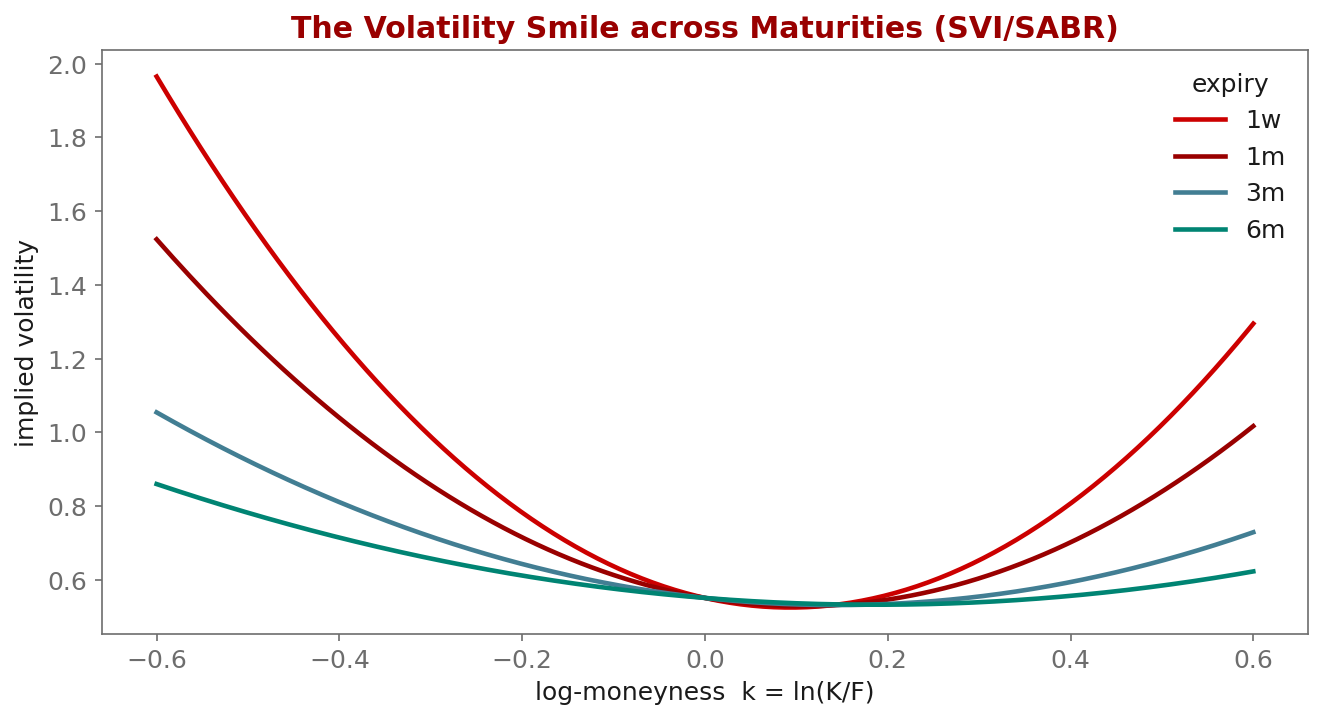 The Volatility Smile across Maturities (SVI/SABR)
expiry
1w
1m
3m
6m
implied volatility
2.0
1.8
1.6
1.4
1.2
1.0
0.8
0.6
−0.6 −0.4 −0.2 0.0 0.2 0.4 0.6
log-moneyness k = ln(K/F)